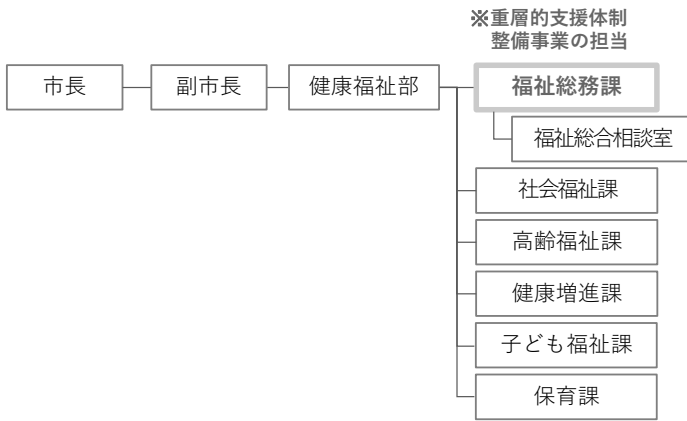 ※重層的支援体制
整備事業の担当
市長
副市長
健康福祉部
福祉総務課
福祉総合相談室
社会福祉課
高齢福祉課
健康増進課
子ども福祉課
保育課